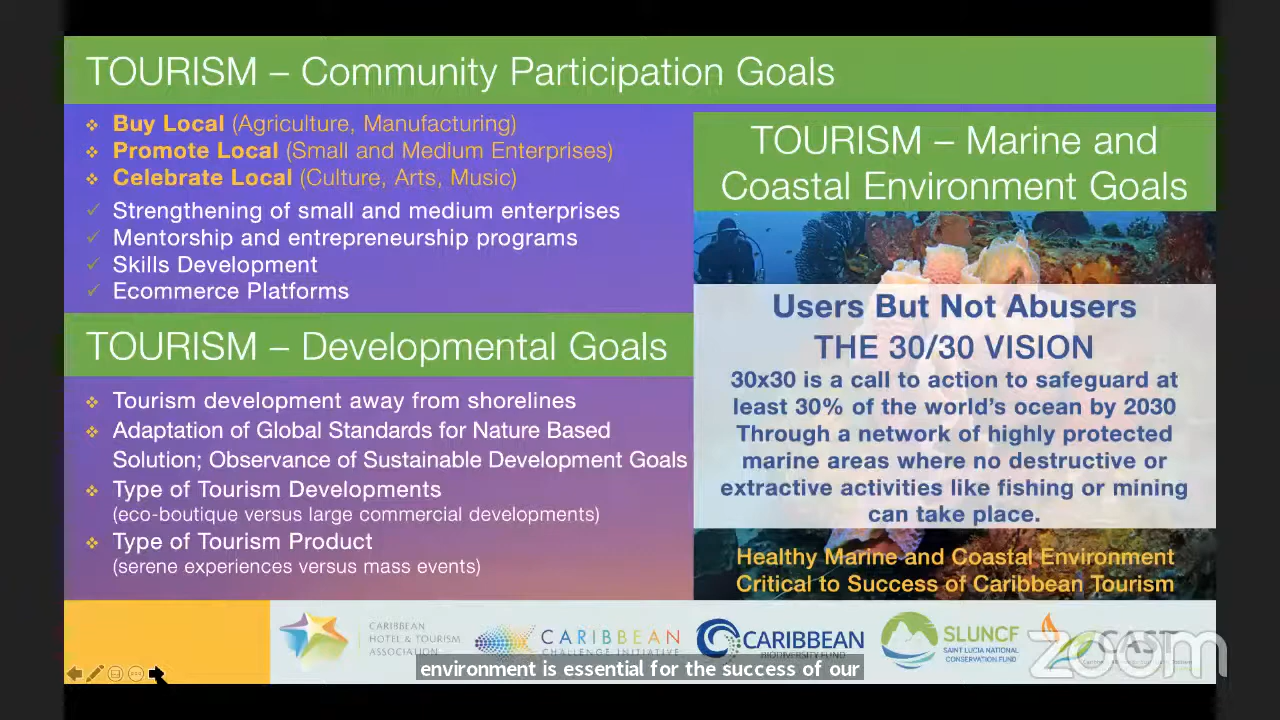 TOURISM – Community Participation Goals
❖ Buy Local (Agriculture, Manufacturing)
❖ Promote Local (Small and Medium Enterprises)
❖ Celebrate Local (Culture, Arts, Music)
✓ Strengthening of small and medium enterprises
✓ Mentorship and entrepreneurship programs
✓ Skills Development
✓ Ecommerce Platforms
TOURISM – Developmental Goals
❖ Tourism development away from shorelines
❖ Adaptation of Global Standards for Nature Based
Solution; Observance of Sustainable Development Goals
❖ Type of Tourism Developments
(eco-boutique versus large commercial developments)
❖ Type of Tourism Product
(serene experiences versus mass events)
TOURISM – Marine and
Coastal Environment Goals
Users But Not Abusers
THE 30/30 VISION
30x30 is a call to action to safeguard at
least 30% of the world's ocean by 2030
Through a network of highly protected
marine areas where no destructive or
extractive activities like fishing or mining
can take place.
Healthy Marine and Coastal Environment
Critical to Success of Caribbean Tourism
CARIBBEAN
HOTEL & TOURISM
ASSOCIATION
CARIBBEAN
CHALLENGE INITIATIVE
CARIBBEAN
BIODIVERSITY FUND
SLUNCF
SAINT LUCIA NATIONAL
CONSERVATION FUND
CAST
zoom
environment is essential for the success of our